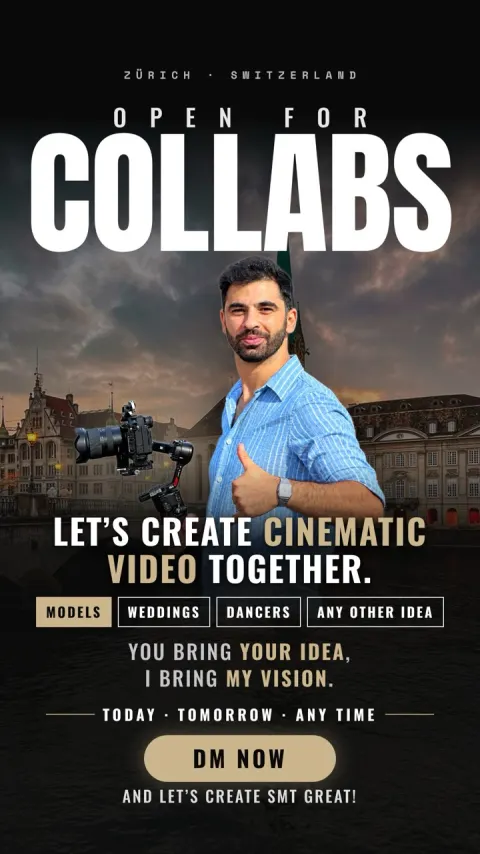 ZÜRICH · SWITZERLAND
OPEN FOR
COLLABS
LET'S CREATE CINEMATIC
VIDEO TOGETHER.
MODELS WEDDINGS DANCERS ANY OTHER IDEA
YOU BRING YOUR IDEA,
I BRING MY VISION.
TODAY · TOMORROW · ANY TIME
DM NOW
AND LET'S CREATE SMT GREAT!